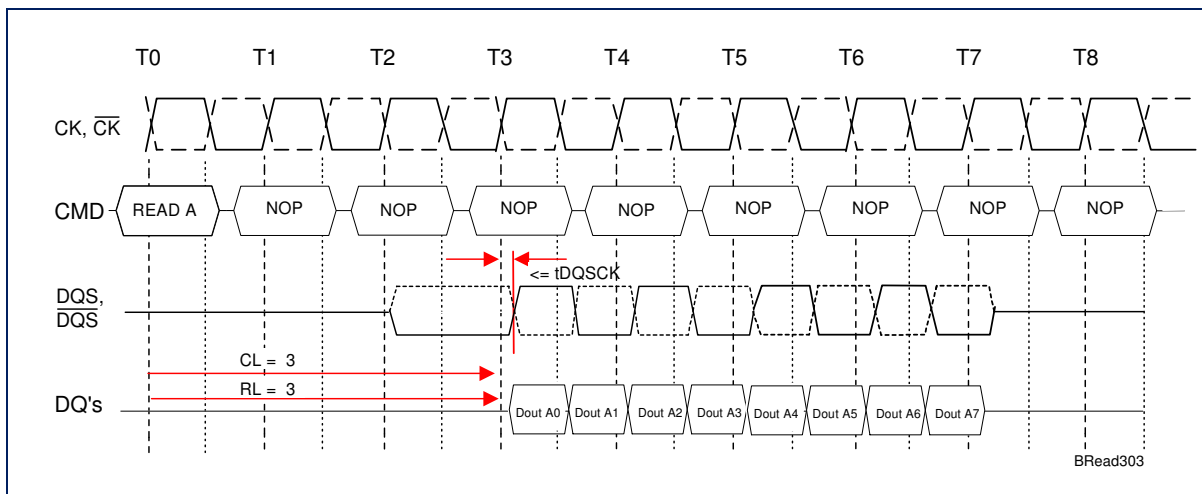 T0 T1 T2 T3 T4 T5 T6 T7 T8
CK, C̅K̅
CMD READ A NOP NOP NOP NOP NOP NOP NOP NOP
<= tDQSCK
DQS,
D̅Q̅S̅
CL = 3
RL = 3
DQ's Dout A0 Dout A1 Dout A2 Dout A3 Dout A4 Dout A5 Dout A6 Dout A7
BRead303